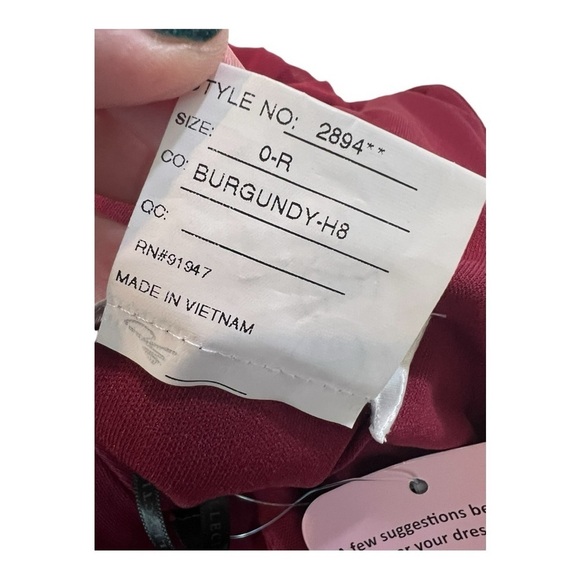 STYLE NO: 2894**
SIZE: 0-R
CO: BURGUNDY-H8
QC:
RN#91947
MADE IN VIETNAM
A few suggestions be
your dres